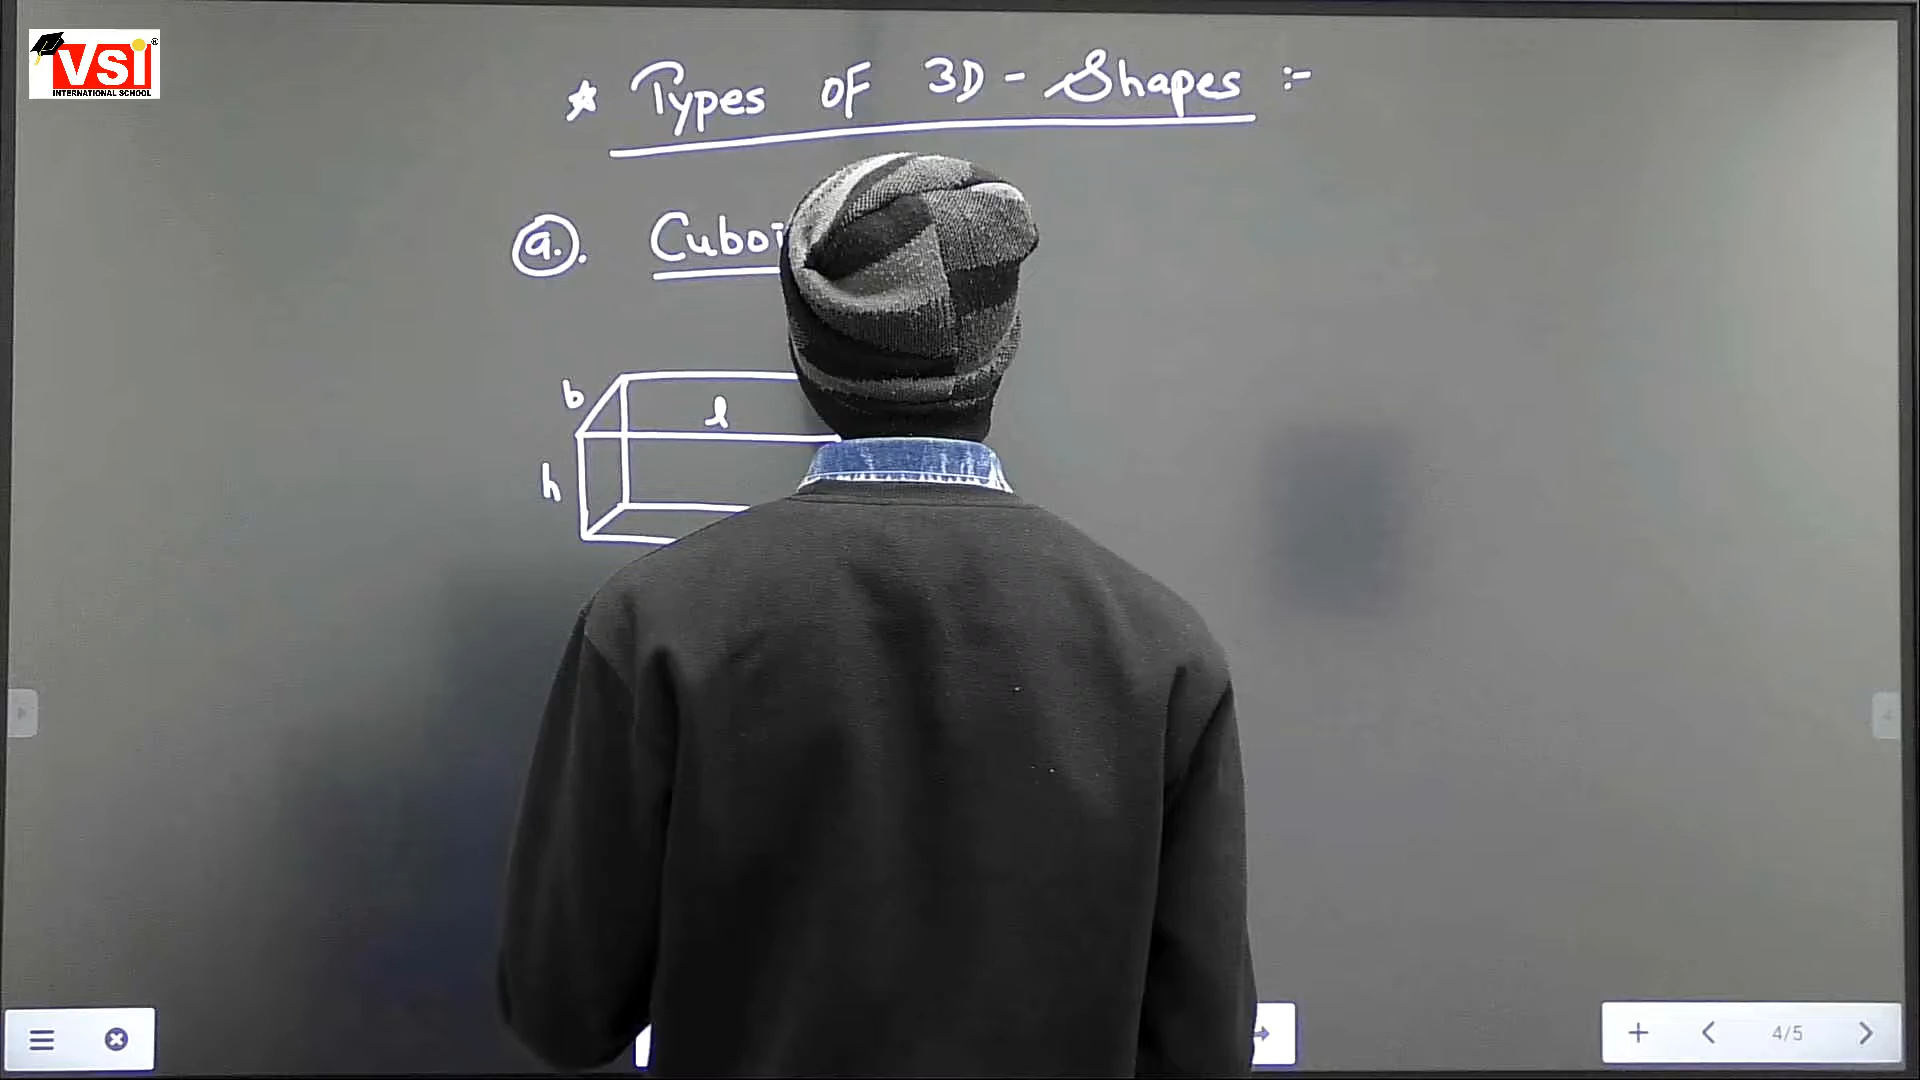 VSI
INTERNATIONAL SCHOOL
* Types OF 3D - Shapes :-
a. Cuboi
b
l
h
4/5